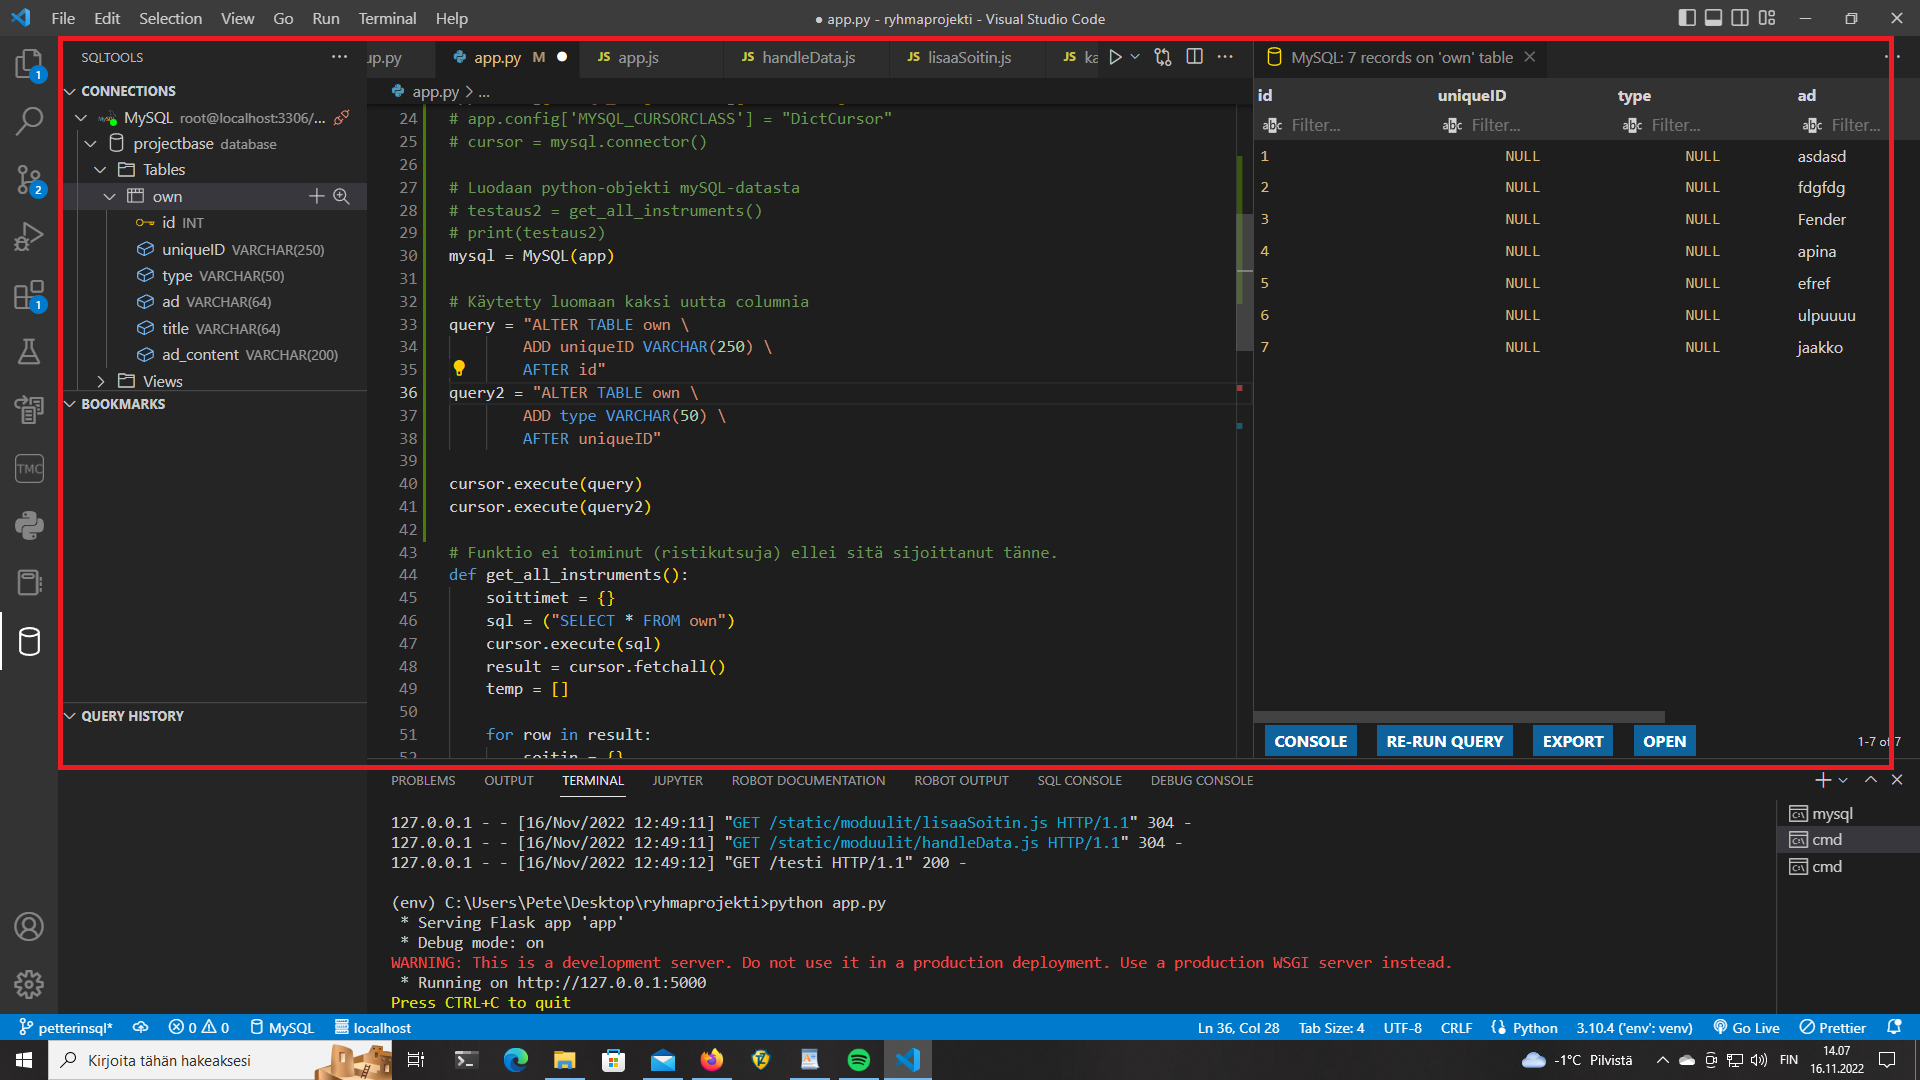 File Edit Selection View Go Run Terminal Help
● app.py - ryhmaprojekti - Visual Studio Code
SQLTOOLS
CONNECTIONS
MySQL root@localhost:3306/...
projectbase database
Tables
own
id INT
uniqueID VARCHAR(250)
type VARCHAR(50)
ad VARCHAR(64)
title VARCHAR(64)
ad_content VARCHAR(200)
Views
BOOKMARKS
QUERY HISTORY
1
2
1
TMC
up.py app.py M JS app.js JS handleData.js JS lisaaSoitin.js JS ka
app.py > ...
24 # app.config['MYSQL_CURSORCLASS'] = "DictCursor"
25 # cursor = mysql.connector()
26
27 # Luodaan python-objekti mySQL-datasta
28 # testaus2 = get_all_instruments()
29 # print(testaus2)
30 mysql = MySQL(app)
31
32 # Käytetty luomaan kaksi uutta columnia
33 query = "ALTER TABLE own \
34 ADD uniqueID VARCHAR(250) \
35 AFTER id"
36 query2 = "ALTER TABLE own \
37 ADD type VARCHAR(50) \
38 AFTER uniqueID"
39
40 cursor.execute(query)
41 cursor.execute(query2)
42
43 # Funktio ei toiminut (ristikutsuja) ellei sitä sijoittanut tänne.
44 def get_all_instruments():
45 soittimet = {}
46 sql = ("SELECT * FROM own")
47 cursor.execute(sql)
48 result = cursor.fetchall()
49 temp = []
50
51 for row in result:
52 soitin = {}
MySQL: 7 records on 'own' table
id uniqueID type ad
abc Filter... abc Filter... abc Filter... abc Filter...
1 NULL NULL asdasd
2 NULL NULL fdgfdg
3 NULL NULL Fender
4 NULL NULL apina
5 NULL NULL efref
6 NULL NULL ulpuuuu
7 NULL NULL jaakko
CONSOLE RE-RUN QUERY EXPORT OPEN 1-7 of 7
PROBLEMS OUTPUT TERMINAL JUPYTER ROBOT DOCUMENTATION ROBOT OUTPUT SQL CONSOLE DEBUG CONSOLE
127.0.0.1 - - [16/Nov/2022 12:49:11] "GET /static/moduulit/lisaaSoitin.js HTTP/1.1" 304 -
127.0.0.1 - - [16/Nov/2022 12:49:11] "GET /static/moduulit/handleData.js HTTP/1.1" 304 -
127.0.0.1 - - [16/Nov/2022 12:49:12] "GET /testi HTTP/1.1" 200 -
(env) C:\Users\Pete\Desktop\ryhmaprojekti>python app.py
* Serving Flask app 'app'
* Debug mode: on
WARNING: This is a development server. Do not use it in a production deployment. Use a production WSGI server instead.
* Running on http://127.0.0.1:5000
Press CTRL+C to quit
mysql
cmd
cmd
petterinsql* 0 0 MySQL localhost Ln 36, Col 28 Tab Size: 4 UTF-8 CRLF Python 3.10.4 ('env': venv) Go Live Prettier
Kirjoita tähän hakeaksesi -1°C Pilvistä FIN 14.07
16.11.2022